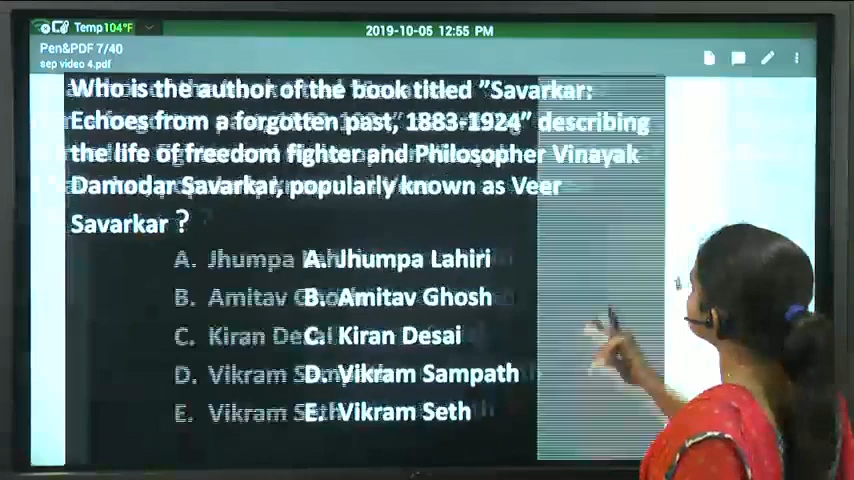 Temp104°F
2019-10-05 12:55 PM
Pen&PDF 7/40
sep video 4.pdf
Who is the author of the book titled "Savarkar:
Echoes from a forgotten past, 1883-1924" describing
the life of freedom fighter and Philosopher Vinayak
Damodar Savarkar, popularly known as Veer
Savarkar ?
A. Jhumpa Lahiri
B. Amitav Ghosh
C. Kiran Desai
D. Vikram Sampath
E. Vikram Seth